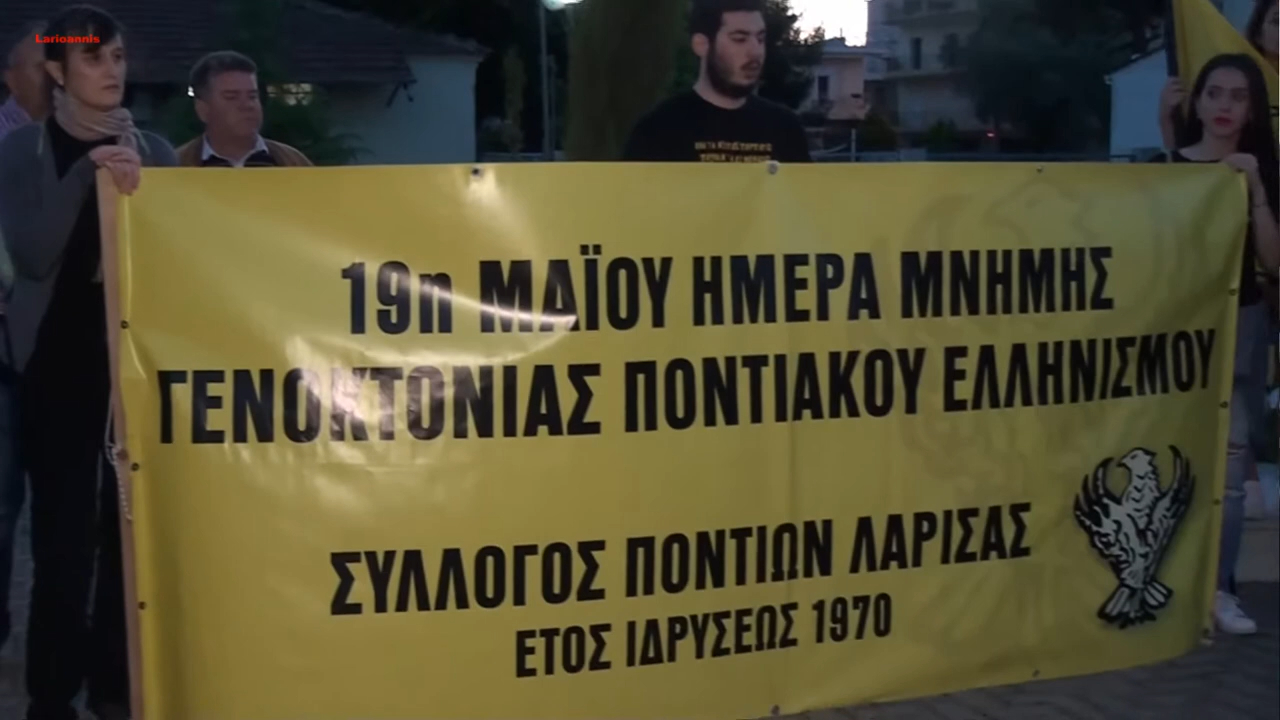 Larioannis
19η ΜΑΪΟΥ ΗΜΕΡΑ ΜΝΗΜΗΣ
ΓΕΝΟΚΤΟΝΙΑΣ ΠΟΝΤΙΑΚΟΥ ΕΛΛΗΝΙΣΜΟΥ
ΣΥΛΛΟΓΟΣ ΠΟΝΤΙΩΝ ΛΑΡΙΣΑΣ
ΕΤΟΣ ΙΔΡΥΣΕΩΣ 1970